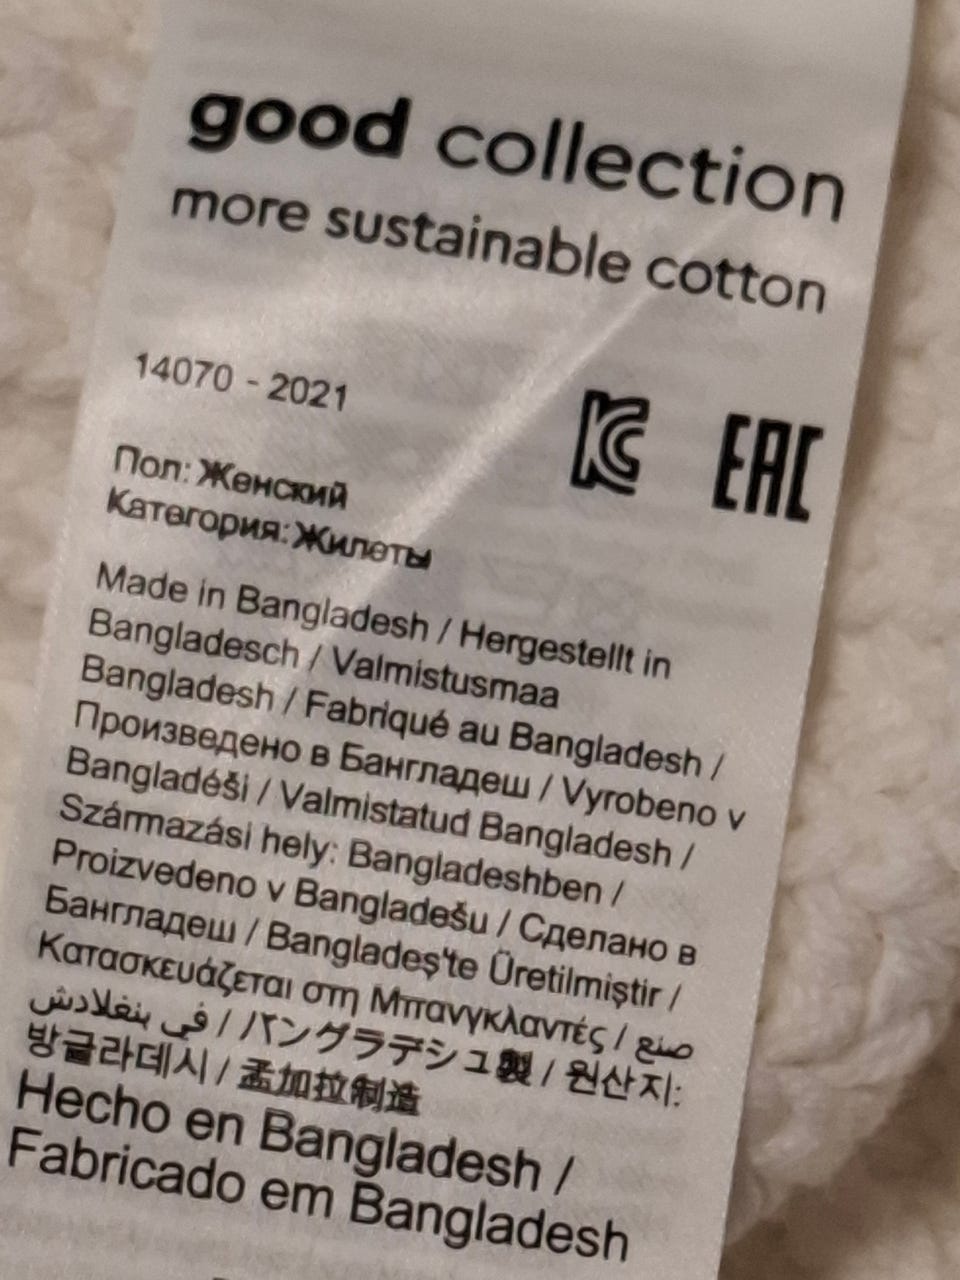 good collection
more sustainable cotton
14070 - 2021
KC EAC
Пол: Женский
Категория: Жилеты
Made in Bangladesh / Hergestellt in
Bangladesch / Valmistusmaa
Bangladesh / Fabriqué au Bangladesh /
Произведено в Бангладеш / Vyrobeno v
Bangladéši / Valmistatud Bangladesh /
Származási hely: Bangladeshben /
Proizvedeno v Bangladešu / Сделано в
Бангладеш / Bangladeş'te Üretilmiştir /
Κατασκευάζεται στη Μπανγκλαντές / صنع
في بنغلادش / バングラデシュ製 / 원산지:
방글라데시 / 孟加拉制造
Hecho en Bangladesh /
Fabricado em Bangladesh